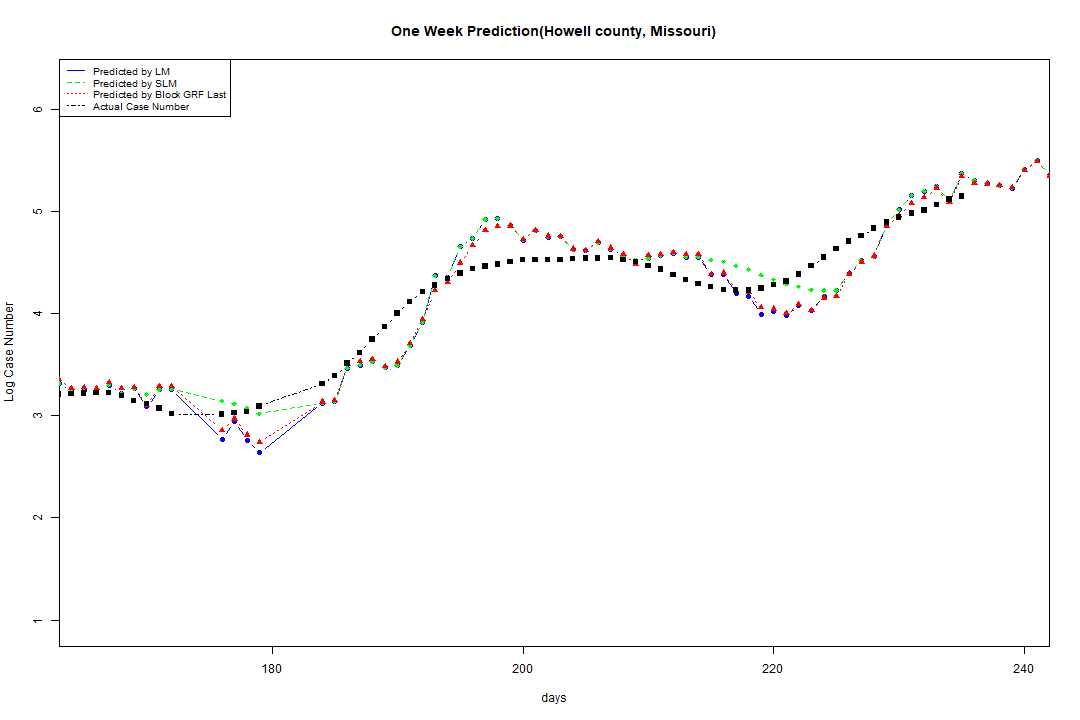 One Week Prediction(Howell county, Missouri)
Predicted by LM
Predicted by SLM
Predicted by Block GRF Last
Actual Case Number
6
5
4
3
2
1
Log Case Number
180
200
220
240
days